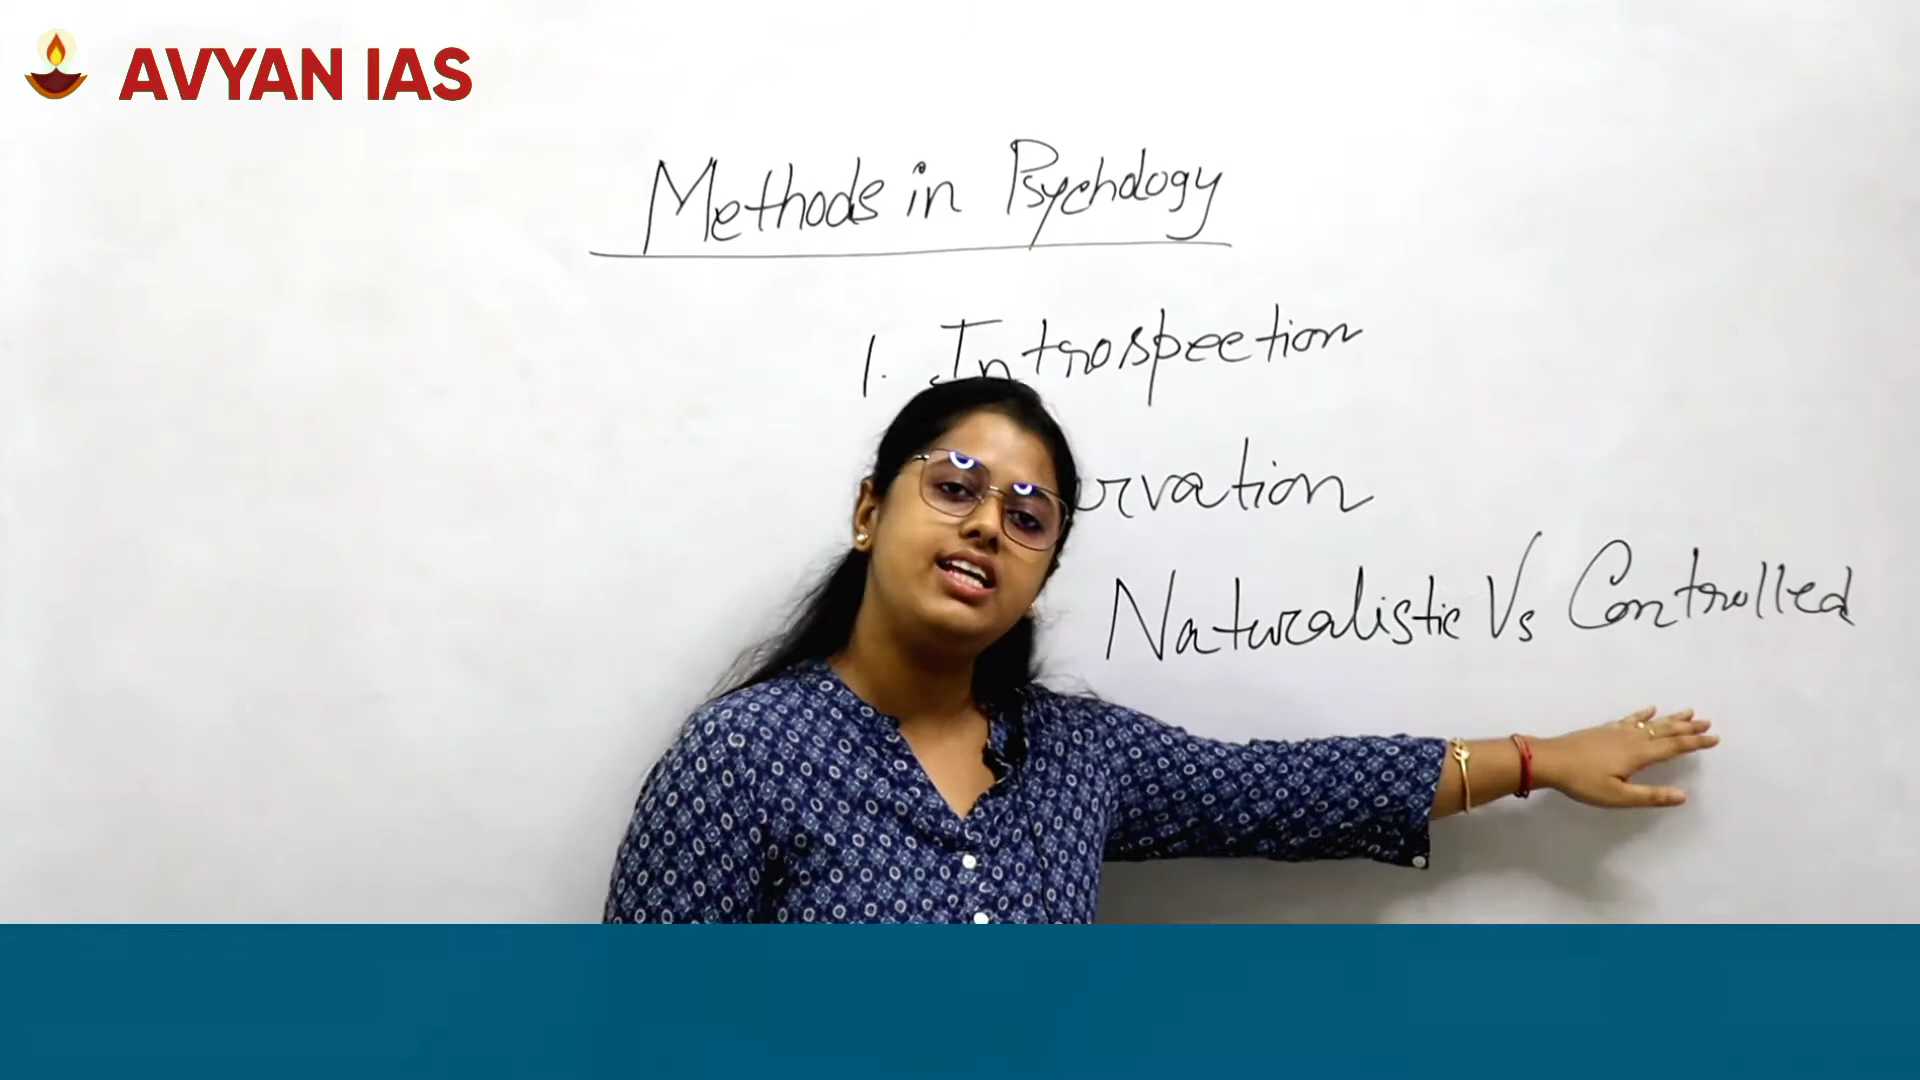 AVYAN IAS
Methods in Psychology
1. Introspection
rvation
Naturalistic Vs Controlled